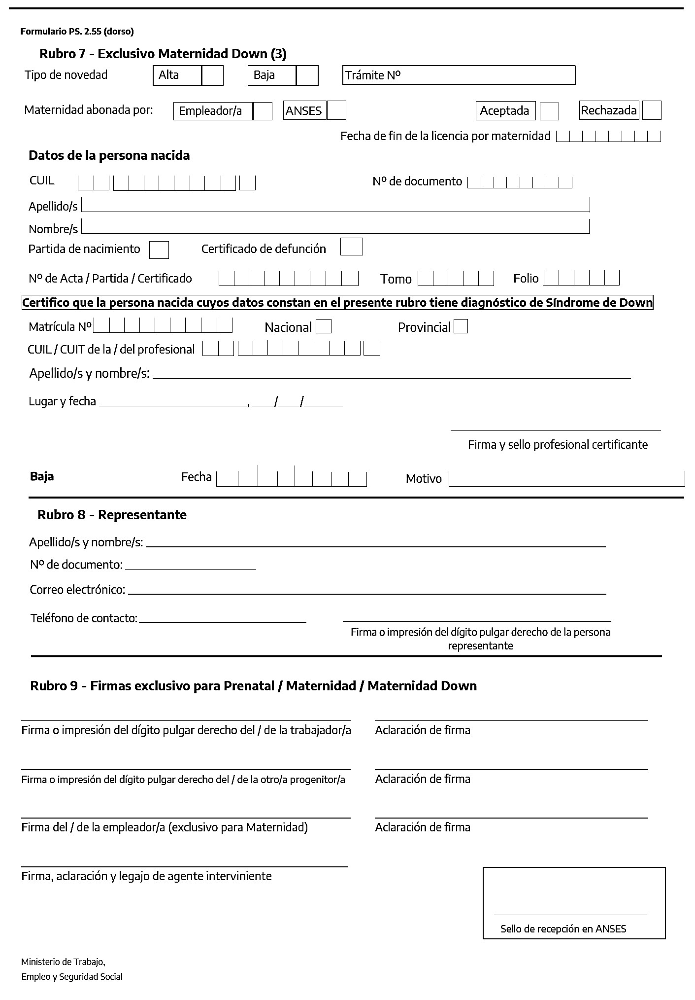 Formulario PS. 2.55 (dorso)
Rubro 7 - Exclusivo Maternidad Down (3)
Tipo de novedad Alta Baja Trámite Nº
Maternidad abonada por: Empleador/a ANSES Aceptada Rechazada
Fecha de fin de la licencia por maternidad
Datos de la persona nacida
CUIL Nº de documento
Apellido/s
Nombre/s
Partida de nacimiento Certificado de defunción
Nº de Acta / Partida / Certificado Tomo Folio
Certifico que la persona nacida cuyos datos constan en el presente rubro tiene diagnóstico de Síndrome de Down
Matrícula Nº Nacional Provincial
CUIL / CUIT de la / del profesional
Apellido/s y nombre/s:
Lugar y fecha , / /
Firma y sello profesional certificante
Baja Fecha Motivo
Rubro 8 - Representante
Apellido/s y nombre/s:
Nº de documento:
Correo electrónico:
Teléfono de contacto:
Firma o impresión del dígito pulgar derecho de la persona
representante
Rubro 9 - Firmas exclusivo para Prenatal / Maternidad / Maternidad Down
Firma o impresión del dígito pulgar derecho del / de la trabajador/a Aclaración de firma
Firma o impresión del dígito pulgar derecho del / de la otro/a progenitor/a Aclaración de firma
Firma del / de la empleador/a (exclusivo para Maternidad) Aclaración de firma
Firma, aclaración y legajo de agente interviniente
Sello de recepción en ANSES
Ministerio de Trabajo,
Empleo y Seguridad Social